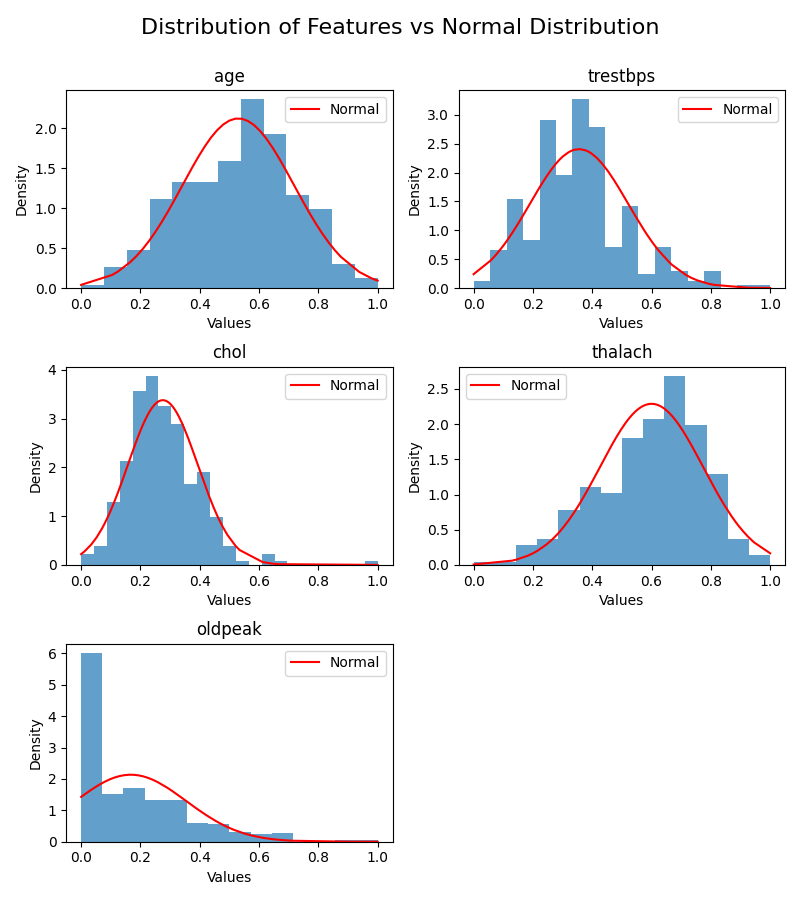 Distribution of Features vs Normal Distribution
age
Normal
2.0
1.5
1.0
0.5
0.0
Density
0.0 0.2 0.4 0.6 0.8 1.0
Values
trestbps
Normal
3.0
2.5
2.0
1.5
1.0
0.5
0.0
Density
0.0 0.2 0.4 0.6 0.8 1.0
Values
chol
Normal
4
3
2
1
0
Density
0.0 0.2 0.4 0.6 0.8 1.0
Values
thalach
Normal
2.5
2.0
1.5
1.0
0.5
0.0
Density
0.0 0.2 0.4 0.6 0.8 1.0
Values
oldpeak
Normal
6
5
4
3
2
1
0
Density
0.0 0.2 0.4 0.6 0.8 1.0
Values